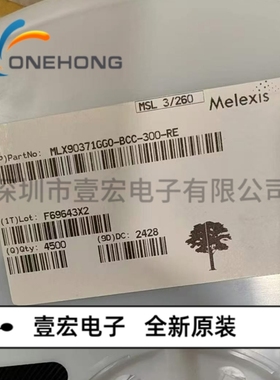 ONEHONG
MSL 3/260
Melexis
P)PartNo: MLX90371GGO-BCC-300-RE
深圳市壹宏电子有限公司
(1T)Lot: F69643X2
(Q)Qty: 4500
(9D)DC: 2428
壹宏电子 全新原装